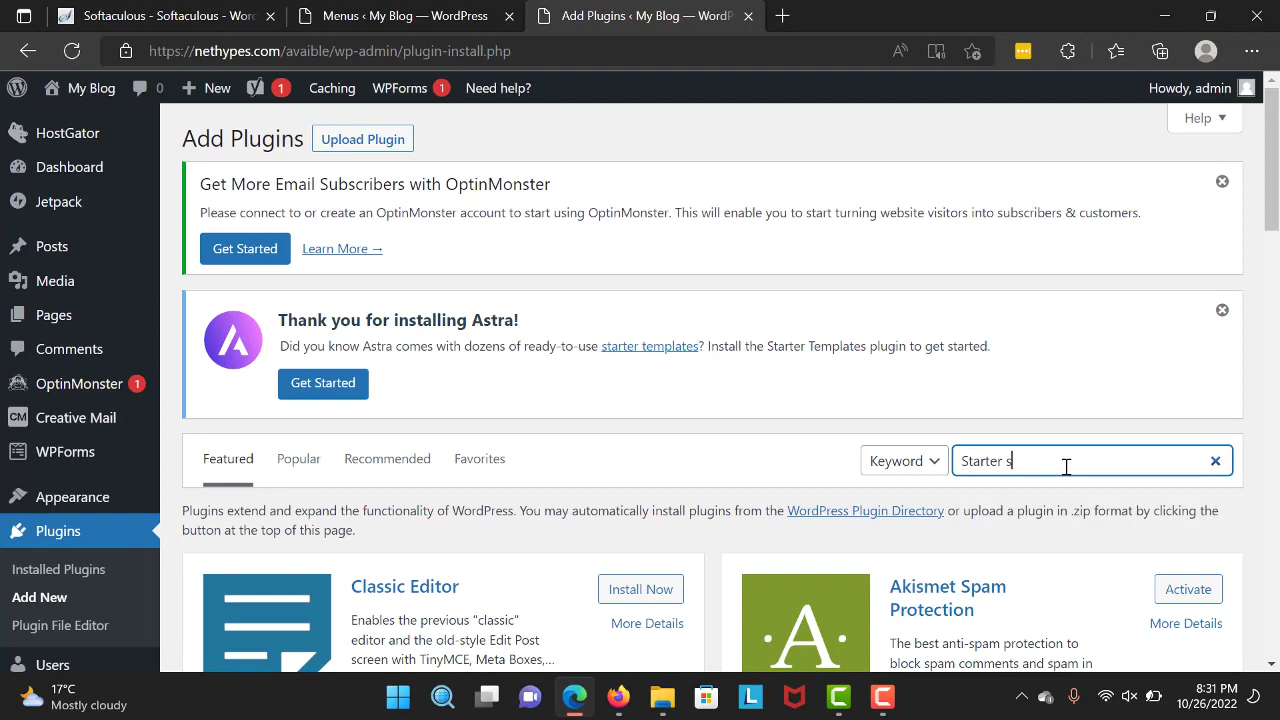 Softaculous - Softaculous - Wor
Menus ‹ My Blog — WordPress
Add Plugins ‹ My Blog — WordP
https://nethypes.com/avaible/wp-admin/plugin-install.php
My Blog
0
New
1
Caching
WPForms 1
Need help?
Howdy, admin
HostGator
Dashboard
Jetpack
Posts
Media
Pages
Comments
OptinMonster 1
CM Creative Mail
WPForms
Appearance
Plugins
Installed Plugins
Add New
Plugin File Editor
Users
Help
Add Plugins
Upload Plugin
Get More Email Subscribers with OptinMonster
Please connect to or create an OptinMonster account to start using OptinMonster. This will enable you to start turning website visitors into subscribers & customers.
Get Started
Learn More →
Thank you for installing Astra!
Did you know Astra comes with dozens of ready-to-use starter templates? Install the Starter Templates plugin to get started.
Get Started
Featured
Popular
Recommended
Favorites
Keyword
Starter s
Plugins extend and expand the functionality of WordPress. You may automatically install plugins from the WordPress Plugin Directory or upload a plugin in .zip format by clicking the
button at the top of this page.
Classic Editor
Install Now
More Details
Enables the previous "classic"
editor and the old-style Edit Post
screen with TinyMCE, Meta Boxes,...
A
Akismet Spam
Protection
Activate
More Details
The best anti-spam protection to
block spam comments and spam in
17°C
Mostly cloudy
L
8:31 PM
10/26/2022